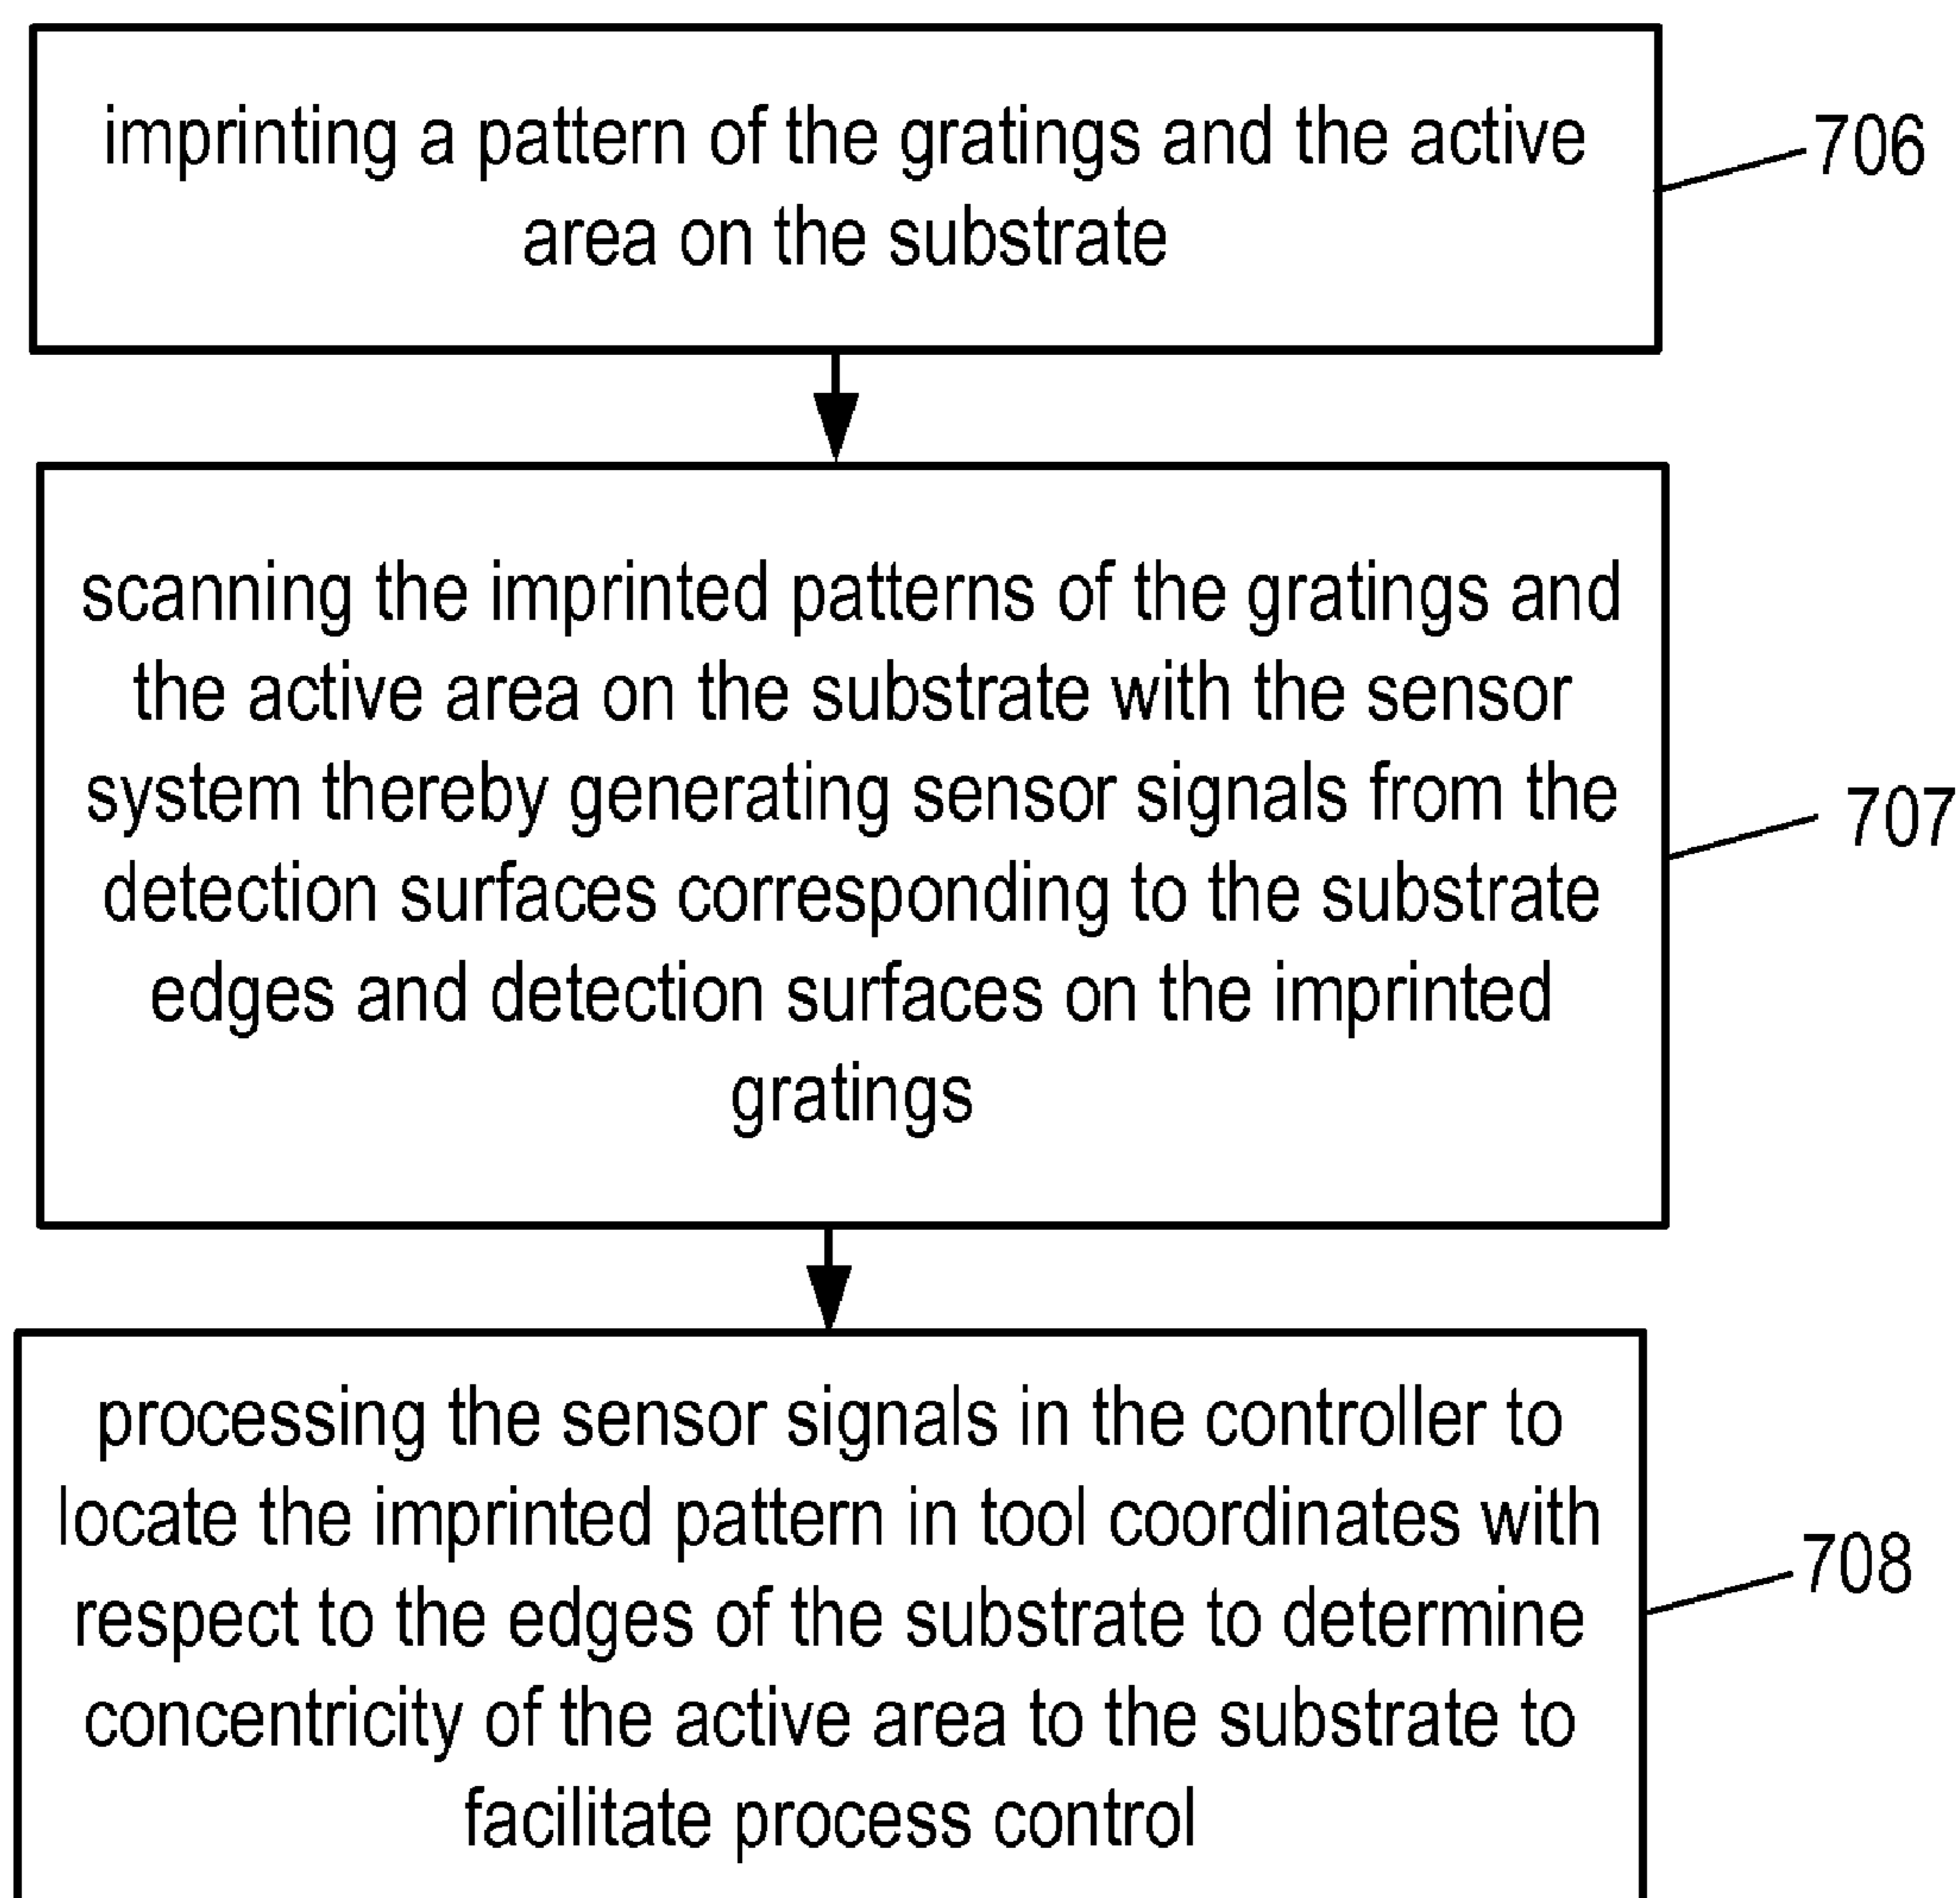 imprinting a pattern of the gratings and the active
area on the substrate
706
scanning the imprinted patterns of the gratings and
the active area on the substrate with the sensor
system thereby generating sensor signals from the
detection surfaces corresponding to the substrate
edges and detection surfaces on the imprinted
gratings
707
processing the sensor signals in the controller to
locate the imprinted pattern in tool coordinates with
respect to the edges of the substrate to determine
concentricity of the active area to the substrate to
facilitate process control
708